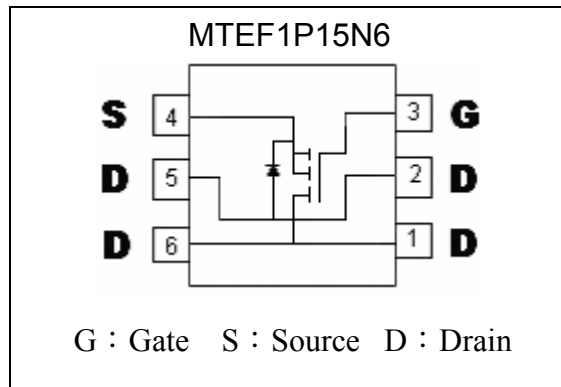 MTEF1P15N6
S 4 3 G
D 5 2 D
D 6 1 D
G：Gate S：Source D：Drain